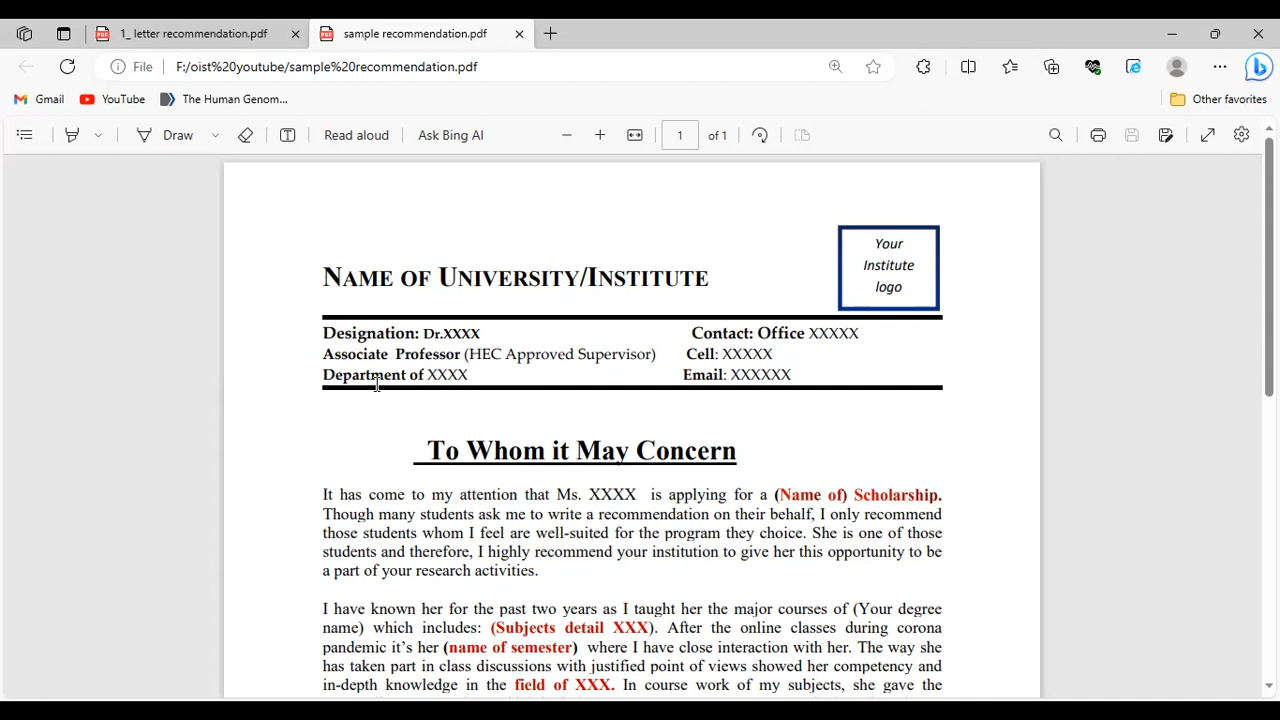 1_ letter recommendation.pdf
sample recommendation.pdf
File F:/oist%20youtube/sample%20recommendation.pdf
Gmail YouTube The Human Genom... Other favorites
Draw Read aloud Ask Bing AI 1 of 1
Your
Institute
logo
NAME OF UNIVERSITY/INSTITUTE
Designation: Dr.XXXX Contact: Office XXXXX
Associate Professor (HEC Approved Supervisor) Cell: XXXXX
Department of XXXX Email: XXXXXX
To Whom it May Concern
It has come to my attention that Ms. XXXX is applying for a (Name of) Scholarship.
Though many students ask me to write a recommendation on their behalf, I only recommend
those students whom I feel are well-suited for the program they choice. She is one of those
students and therefore, I highly recommend your institution to give her this opportunity to be
a part of your research activities.
I have known her for the past two years as I taught her the major courses of (Your degree
name) which includes: (Subjects detail XXX). After the online classes during corona
pandemic it's her (name of semester) where I have close interaction with her. The way she
has taken part in class discussions with justified point of views showed her competency and
in-depth knowledge in the field of XXX. In course work of my subjects, she gave the